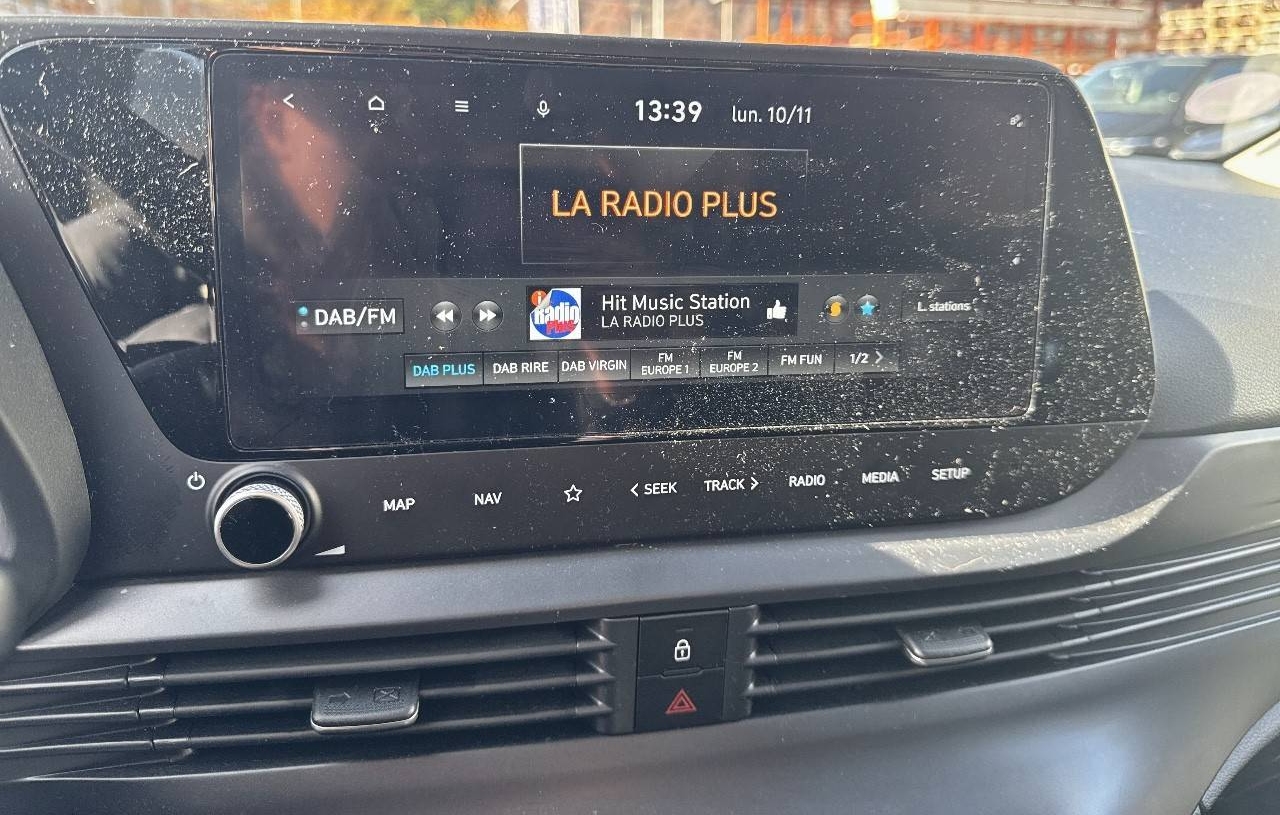 13:39 lun. 10/11
LA RADIO PLUS
DAB/FM
Radio
Plus
Hit Music Station
LA RADIO PLUS
L. stations
DAB PLUS
DAB RIRE
DAB VIRGIN
FM
EUROPE 1
FM
EUROPE 2
FM FUN
1/2 >
MAP
NAV
< SEEK
TRACK >
RADIO
MEDIA
SETUP